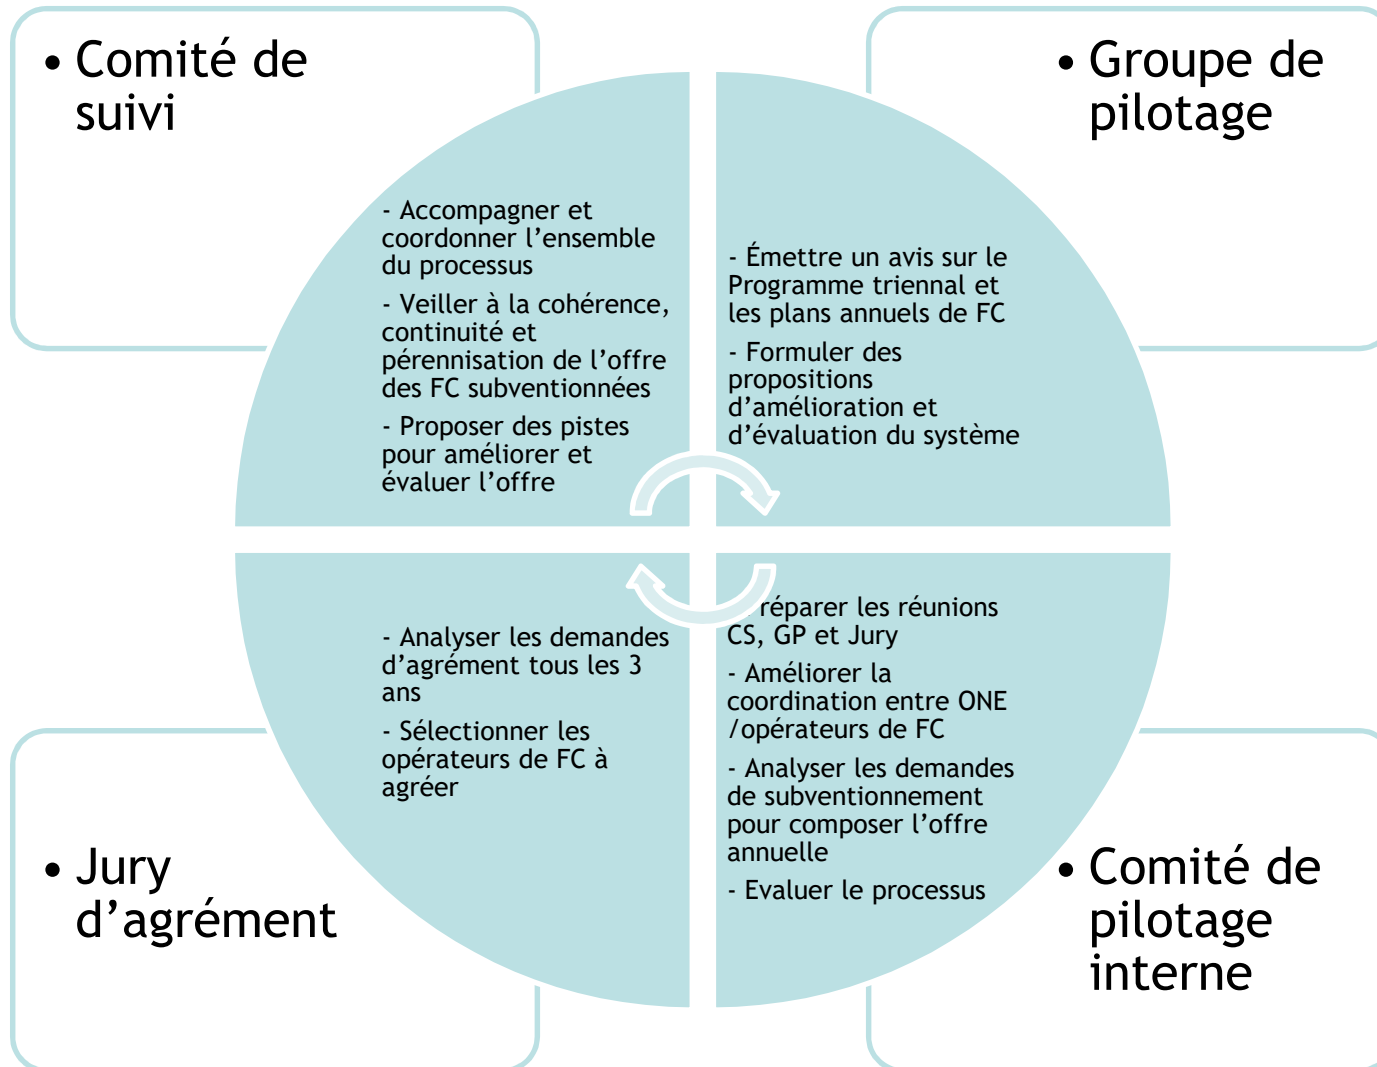 • Comité de
suivi
- Accompagner et
coordonner l’ensemble
du processus
- Veiller à la cohérence,
continuité et
pérennisation de l’offre
des FC subventionnées
- Proposer des pistes
pour améliorer et
évaluer l’offre
• Groupe de
pilotage
- Émettre un avis sur le
Programme triennal et
les plans annuels de FC
- Formuler des
propositions
d’amélioration et
d’évaluation du système
- Analyser les demandes
d’agrément tous les 3
ans
- Sélectionner les
opérateurs de FC à
agréer
• Jury
d’agrément
- Préparer les réunions
CS, GP et Jury
- Améliorer la
coordination entre ONE
/opérateurs de FC
- Analyser les demandes
de subventionnement
pour composer l’offre
annuelle
- Evaluer le processus
• Comité de
pilotage
interne